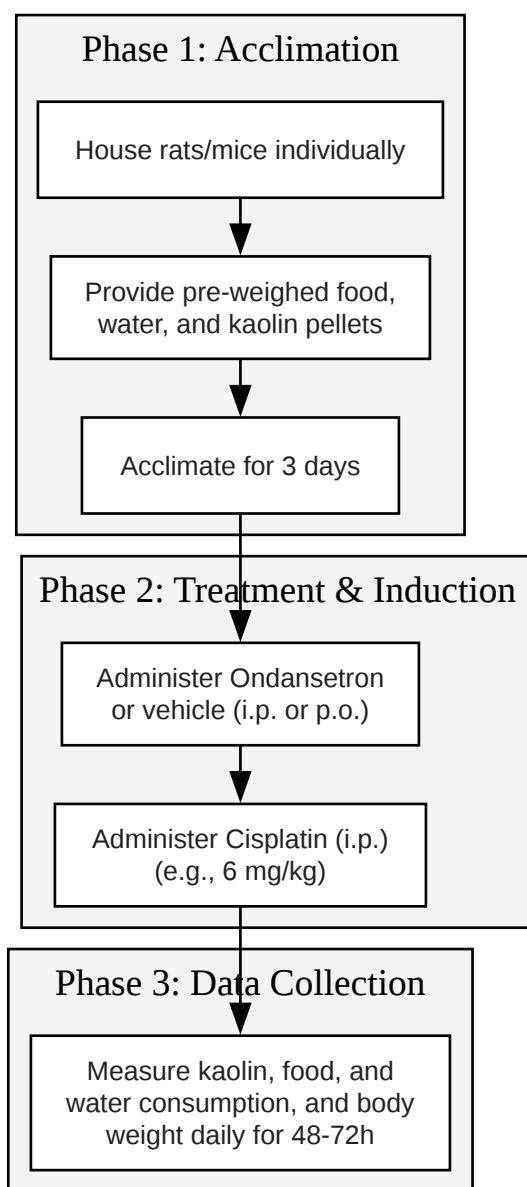 Phase 1: Acclimation
House rats/mice individually
Provide pre-weighed food,
water, and kaolin pellets
Acclimate for 3 days
Phase 2: Treatment & Induction
Administer Ondansetron
or vehicle (i.p. or p.o.)
Administer Cisplatin (i.p.)
(e.g., 6 mg/kg)
Phase 3: Data Collection
Measure kaolin, food, and
water consumption, and body
weight daily for 48-72h